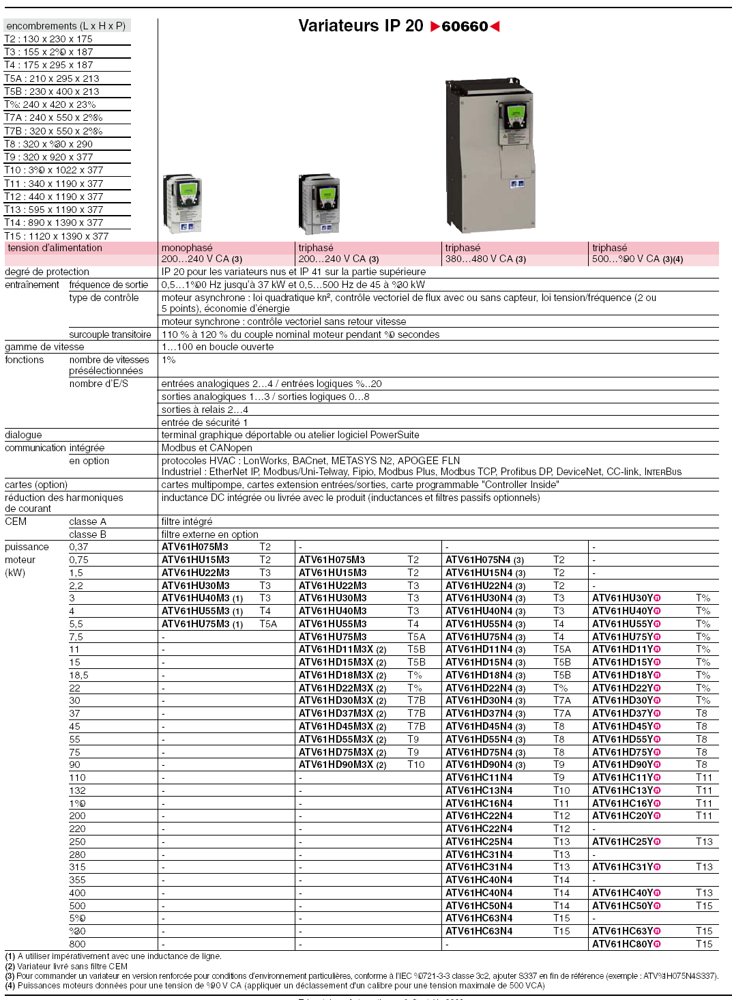 encombrements (L x H x P)
T2 : 130 x 230 x 175
T3 : 155 x 2%0 x 187
T4 : 175 x 295 x 187
T5A : 210 x 295 x 213
T5B : 230 x 400 x 213
T%: 240 x 420 x 23%
T7A : 240 x 550 x 2%%
T7B : 320 x 550 x 2%%
T8 : 320 x %30 x 290
T9 : 320 x 920 x 377
T10 : 3%0 x 1022 x 377
T11 : 340 x 1190 x 377
T12 : 440 x 1190 x 377
T13 : 595 x 1190 x 377
T14 : 890 x 1390 x 377
T15 : 1120 x 1390 x 377
Variateurs IP 20 ▶60660◀
tension d'alimentation monophasé triphasé triphasé triphasé
200…240 V CA (3) 200…240 V CA (3) 380…480 V CA (3) 500…%90 V CA (3)(4)
degré de protection IP 20 pour les variateurs nus et IP 41 sur la partie supérieure
entraînement fréquence de sortie 0,5…1%00 Hz jusqu'à 37 kW et 0,5…500 Hz de 45 à %30 kW
type de contrôle moteur asynchrone : loi quadratique kn², contrôle vectoriel de flux avec ou sans capteur, loi tension/fréquence (2 ou
5 points), économie d'énergie
moteur synchrone : contrôle vectoriel sans retour vitesse
surcouple transitoire 110 % à 120 % du couple nominal moteur pendant %0 secondes
gamme de vitesse 1…100 en boucle ouverte
fonctions nombre de vitesses 1%
présélectionnées
nombre d'E/S entrées analogiques 2…4 / entrées logiques %..20
sorties analogiques 1…3 / sorties logiques 0…8
sorties à relais 2…4
entrée de sécurité 1
dialogue terminal graphique déportable ou atelier logiciel PowerSuite
communication intégrée Modbus et CANopen
en option protocoles HVAC : LonWorks, BACnet, METASYS N2, APOGEE FLN
Industriel : EtherNet IP, Modbus/Uni-Telway, Fipio, Modbus Plus, Modbus TCP, Profibus DP, DeviceNet, CC-link, INTERBUS
cartes (option) cartes multipompe, cartes extension entrées/sorties, carte programmable "Controller Inside"
réduction des harmoniques inductance DC intégrée ou livrée avec le produit (inductances et filtres passifs optionnels)
de courant
CEM classe A filtre intégré
classe B filtre externe en option
puissance 0,37 ATV61H075M3 T2 - - -
moteur 0,75 ATV61HU15M3 T2 ATV61H075M3 T2 ATV61H075N4 (3) T2 -
(kW) 1,5 ATV61HU22M3 T3 ATV61HU15M3 T2 ATV61HU15N4 (3) T2 -
2,2 ATV61HU30M3 T3 ATV61HU22M3 T3 ATV61HU22N4 (3) T2 -
3 ATV61HU40M3 (1) T3 ATV61HU30M3 T3 ATV61HU30N4 (3) T3 ATV61HU30Y n T%
4 ATV61HU55M3 (1) T4 ATV61HU40M3 T3 ATV61HU40N4 (3) T3 ATV61HU40Y n T%
5,5 ATV61HU75M3 (1) T5A ATV61HU55M3 T4 ATV61HU55N4 (3) T4 ATV61HU55Y n T%
7,5 - ATV61HU75M3 T5A ATV61HU75N4 (3) T4 ATV61HU75Y n T%
11 - ATV61HD11M3X (2) T5B ATV61HD11N4 (3) T5A ATV61HD11Y n T%
15 - ATV61HD15M3X (2) T5B ATV61HD15N4 (3) T5B ATV61HD15Y n T%
18,5 - ATV61HD18M3X (2) T% ATV61HD18N4 (3) T5B ATV61HD18Y n T%
22 - ATV61HD22M3X (2) T% ATV61HD22N4 (3) T% ATV61HD22Y n T%
30 - ATV61HD30M3X (2) T7B ATV61HD30N4 (3) T7A ATV61HD30Y n T%
37 - ATV61HD37M3X (2) T7B ATV61HD37N4 (3) T7A ATV61HD37Y n T8
45 - ATV61HD45M3X (2) T7B ATV61HD45N4 (3) T8 ATV61HD45Y n T8
55 - ATV61HD55M3X (2) T9 ATV61HD55N4 (3) T8 ATV61HD55Y n T8
75 - ATV61HD75M3X (2) T9 ATV61HD75N4 (3) T8 ATV61HD75Y n T8
90 - ATV61HD90M3X (2) T10 ATV61HD90N4 (3) T9 ATV61HD90Y n T8
110 - - ATV61HC11N4 T9 ATV61HC11Y n T11
132 - - ATV61HC13N4 T10 ATV61HC13Y n T11
1%0 - - ATV61HC16N4 T11 ATV61HC16Y n T11
200 - - ATV61HC22N4 T12 ATV61HC20Y n T11
220 - - ATV61HC22N4 T12 -
250 - - ATV61HC25N4 T13 ATV61HC25Y n T13
280 - - ATV61HC31N4 T13 -
315 - - ATV61HC31N4 T13 ATV61HC31Y n T13
355 - - ATV61HC40N4 T14 -
400 - - ATV61HC40N4 T14 ATV61HC40Y n T13
500 - - ATV61HC50N4 T14 ATV61HC50Y n T15
5%0 - - ATV61HC63N4 T15 -
%30 - - ATV61HC63N4 T15 ATV61HC63Y n T15
800 - - - ATV61HC80Y n T15
(1) A utiliser impérativement avec une inductance de ligne.
(2) Variateur livré sans filtre CEM
(3) Pour commander un variateur en version renforcée pour conditions d'environnement particulières, conforme à l'IEC %0721-3-3 classe 3c2, ajouter S337 en fin de référence (exemple : ATV%1H075N4S337).
(4) Puissances moteurs données pour une tension de %90 V CA (appliquer un déclassement d'un calibre pour une tension maximale de 500 VCA)